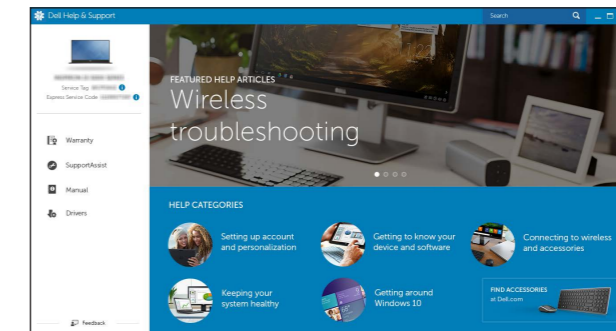 Dell Help & Support
Search
Service Tag:
Express Service Code:
Warranty
SupportAssist
Manual
Drivers
Feedback
FEATURED HELP ARTICLES
Wireless
troubleshooting
HELP CATEGORIES
Setting up account
and personalization
Getting to know your
device and software
Connecting to wireless
and accessories
Keeping your
system healthy
Getting around
Windows 10
FIND ACCESSORIES
at Dell.com